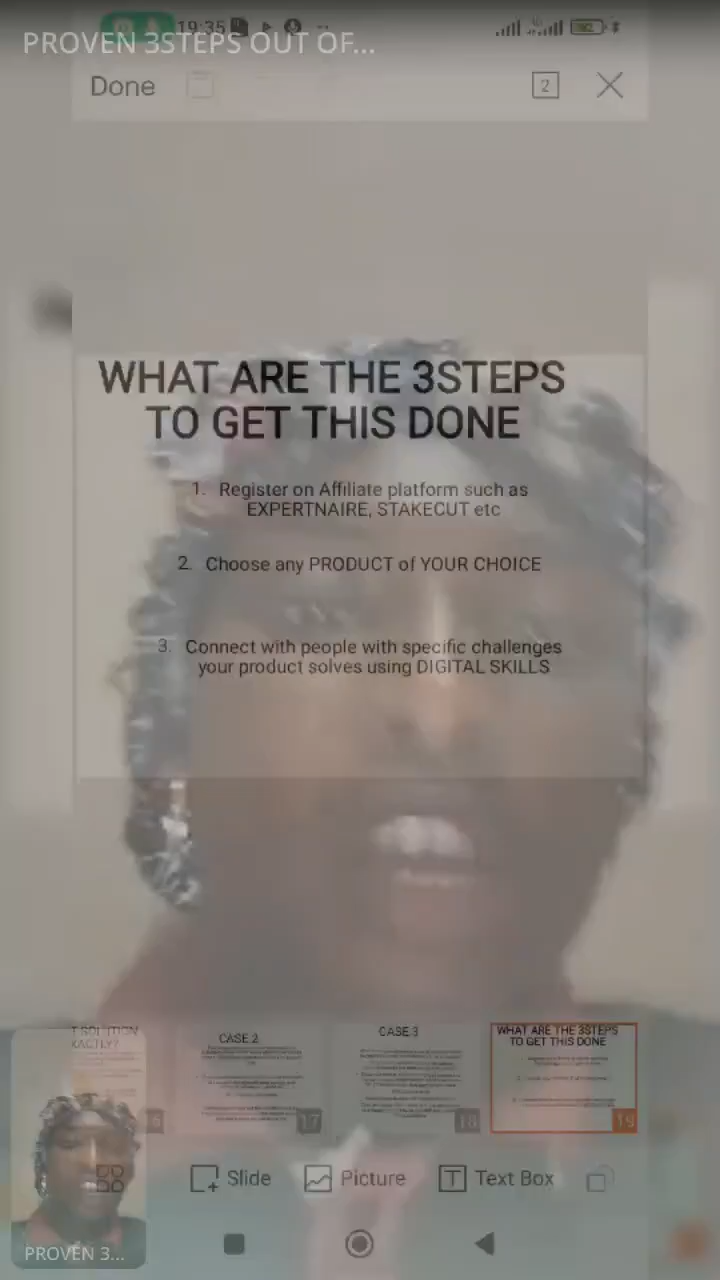 19:35
PROVEN 3STEPS OUT OF...
Done
2
WHAT ARE THE 3STEPS
TO GET THIS DONE
1. Register on Affiliate platform such as
EXPERTNAIRE, STAKECUT etc
2. Choose any PRODUCT of YOUR CHOICE
3. Connect with people with specific challenges
your product solves using DIGITAL SKILLS
CASE 2
17
CASE 3
18
WHAT ARE THE 3STEPS
TO GET THIS DONE
19
Slide
Picture
Text Box
PROVEN 3...